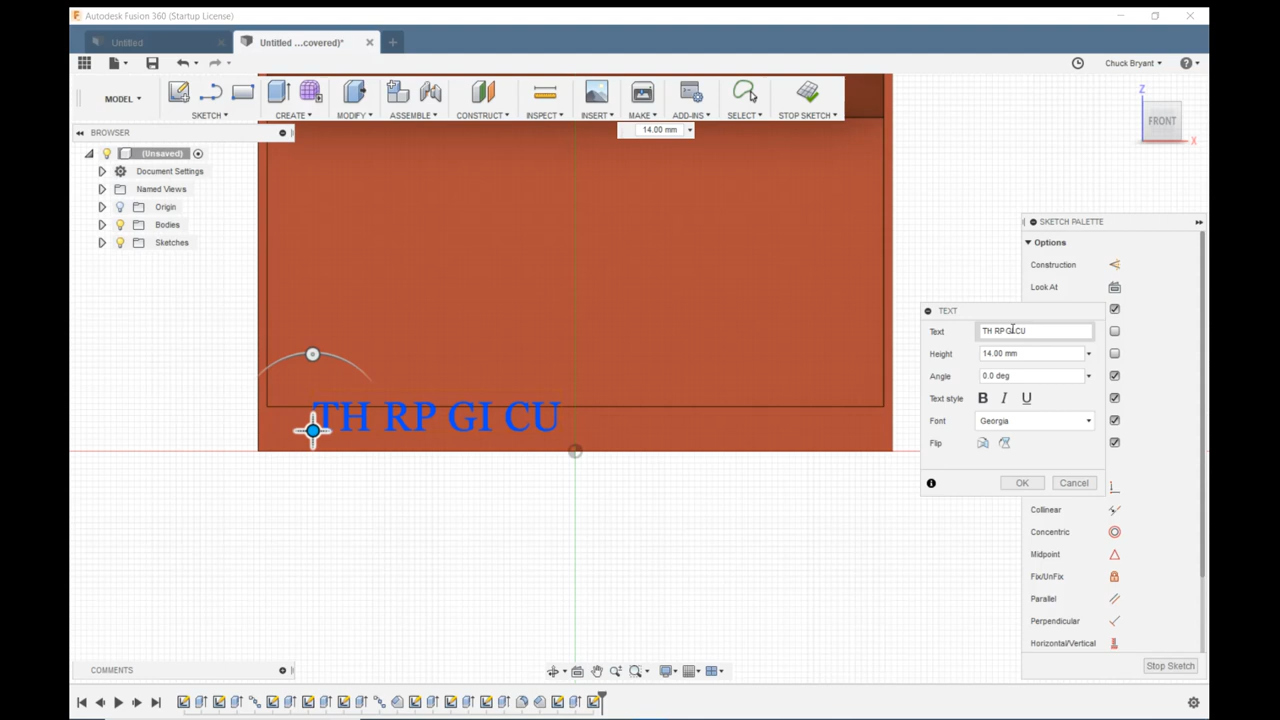 Autodesk Fusion 360 (Startup License)
Untitled
Untitled ...covered)*
Chuck Bryant
MODEL
SKETCH
CREATE
MODIFY
ASSEMBLE
CONSTRUCT
INSPECT
INSERT
MAKE
ADD-INS
SELECT
STOP SKETCH
14.00 mm
BROWSER
(Unsaved)
Document Settings
Named Views
Origin
Bodies
Sketches
Z
FRONT
X
SKETCH PALETTE
Options
Construction
Look At
TEXT
Text TH RP GI CU
Height 14.00 mm
Angle 0.0 deg
Text style B I U
Font Georgia
Flip
OK Cancel
Collinear
Concentric
Midpoint
Fix/UnFix
Parallel
Perpendicular
Horizontal/Vertical
Stop Sketch
TH RP GI CU
COMMENTS